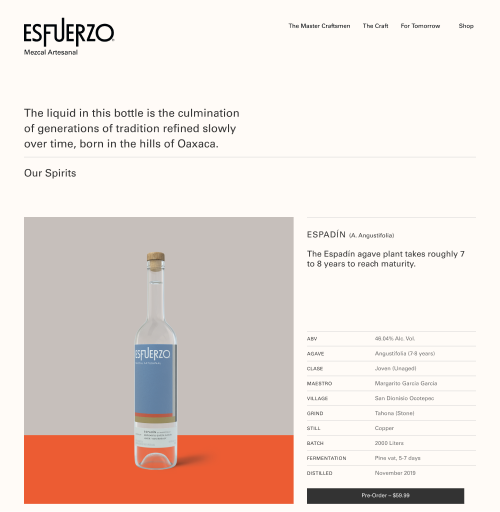 ESFUERZO
Mezcal Artesanal
The Master Craftsmen
The Craft
For Tomorrow
Shop
The liquid in this bottle is the culmination
of generations of tradition refined slowly
over time, born in the hills of Oaxaca.
Our Spirits
ESPADÍN (A. Angustifolia)
The Espadín agave plant takes roughly 7
to 8 years to reach maturity.
ESFUERZO
ABV 46.04% Alc. Vol.
AGAVE Angustifolia (7-8 years)
CLASE Joven (Unaged)
MAESTRO Margarito García García
VILLAGE San Dionisio Ocotepec
GRIND Tahona (Stone)
STILL Copper
BATCH 2000 Liters
FERMENTATION Pine vat, 5-7 days
DISTILLED November 2019
Pre-Order – $59.99